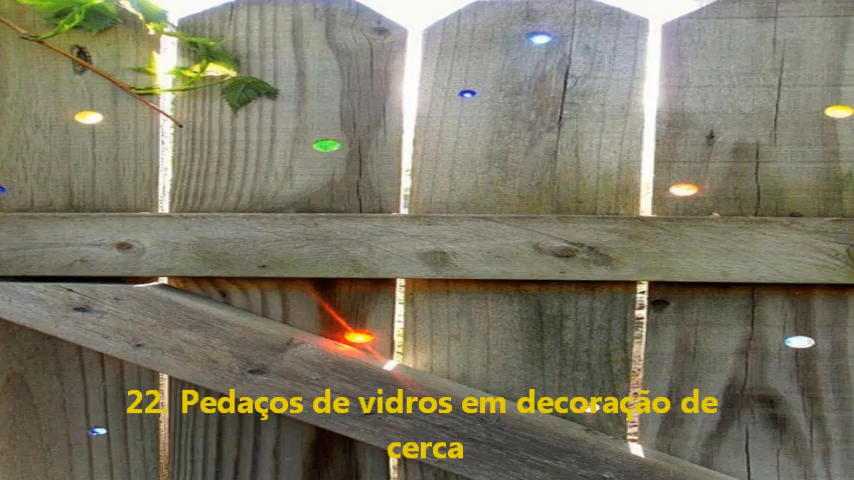 22. Pedaços de vidros em decoração de
cerca